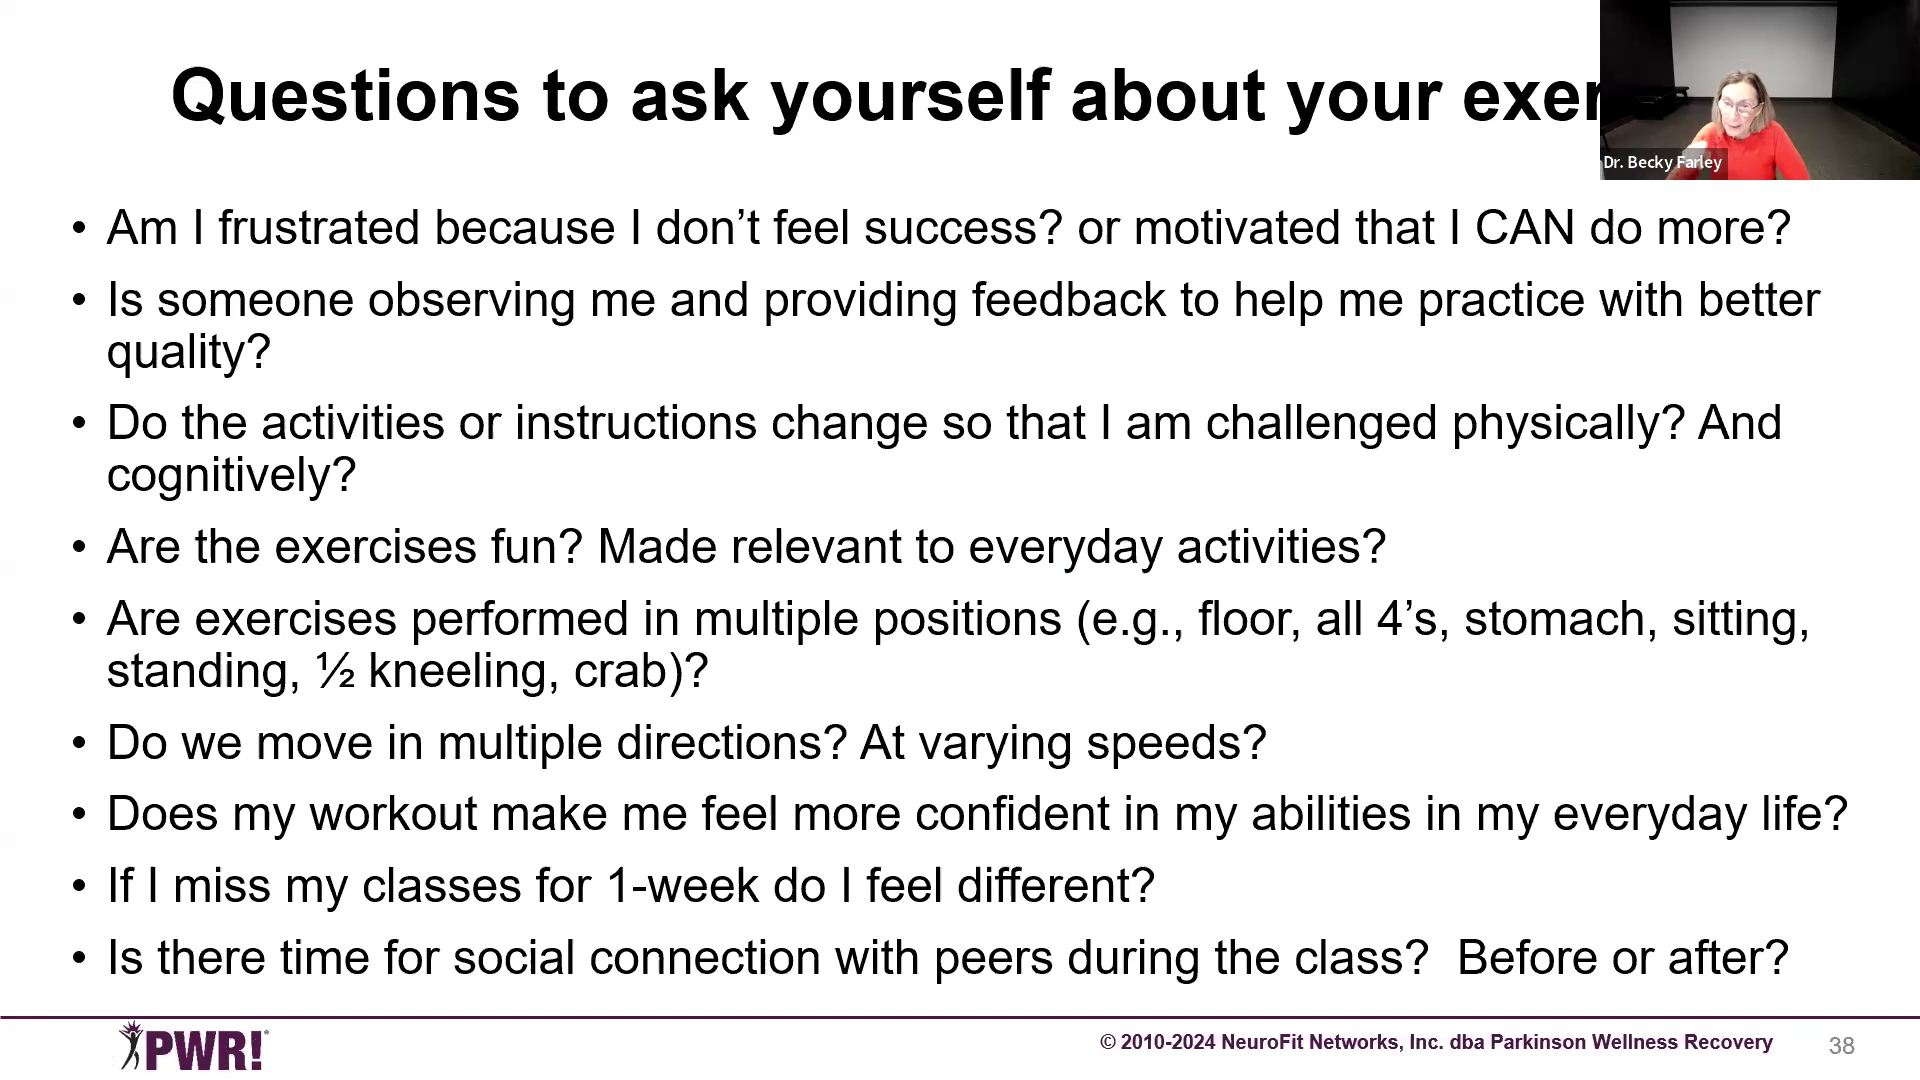 Questions to ask yourself about your exer
Dr. Becky Farley
• Am I frustrated because I don’t feel success? or motivated that I CAN do more?
• Is someone observing me and providing feedback to help me practice with better
quality?
• Do the activities or instructions change so that I am challenged physically? And
cognitively?
• Are the exercises fun? Made relevant to everyday activities?
• Are exercises performed in multiple positions (e.g., floor, all 4’s, stomach, sitting,
standing, ½ kneeling, crab)?
• Do we move in multiple directions? At varying speeds?
• Does my workout make me feel more confident in my abilities in my everyday life?
• If I miss my classes for 1-week do I feel different?
• Is there time for social connection with peers during the class?  Before or after?
PWR!
© 2010-2024 NeuroFit Networks, Inc. dba Parkinson Wellness Recovery
38